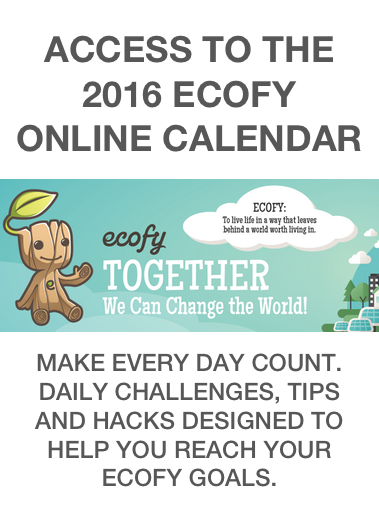 ACCESS TO THE
2016 ECOFY
ONLINE CALENDAR
ECOFY:
To live life in a way that leaves
behind a world worth living in.
ecofy
TOGETHER
We Can Change the World!
MAKE EVERY DAY COUNT.
DAILY CHALLENGES, TIPS
AND HACKS DESIGNED TO
HELP YOU REACH YOUR
ECOFY GOALS.